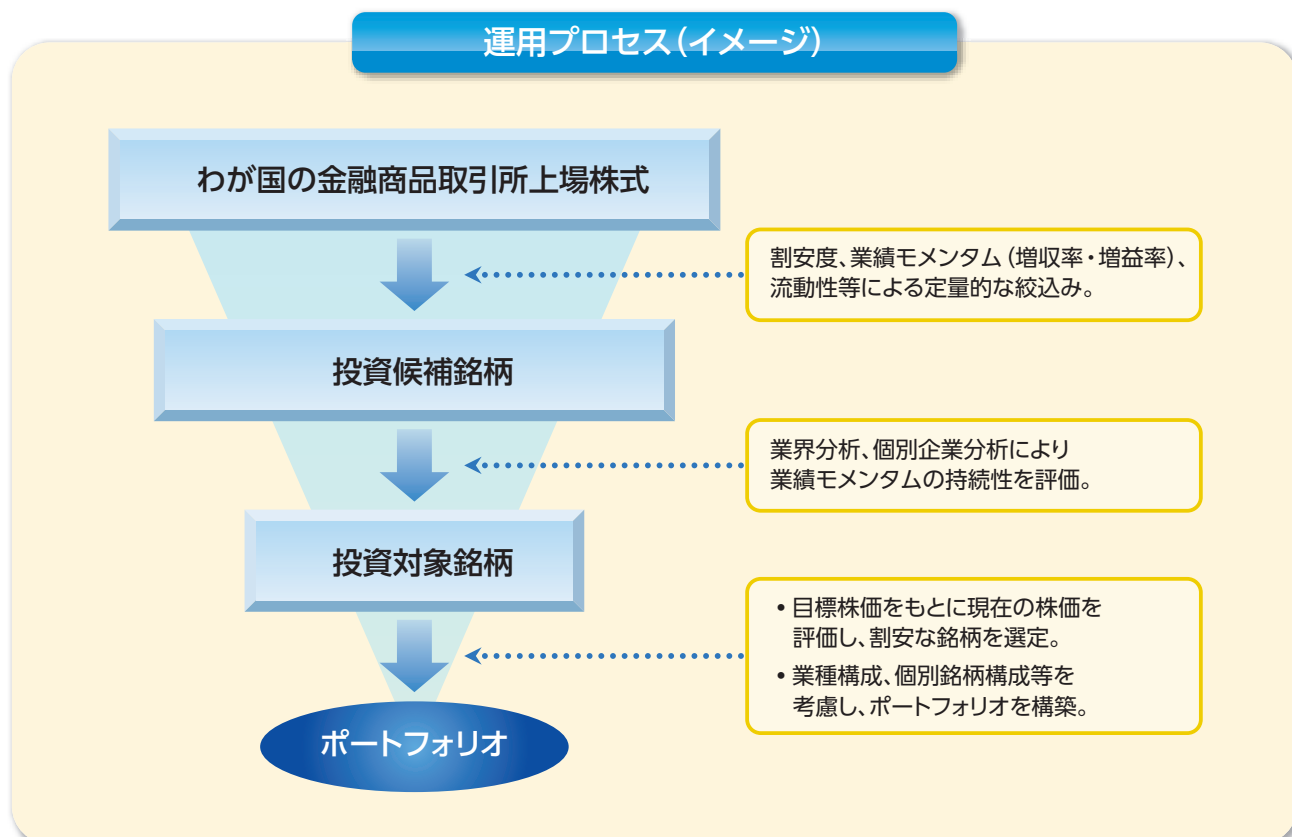 運用プロセス(イメージ)
わが国の金融商品取引所上場株式
割安度、業績モメンタム(増収率・増益率)、
流動性等による定量的な絞込み。
投資候補銘柄
業界分析、個別企業分析により
業績モメンタムの持続性を評価。
投資対象銘柄
• 目標株価をもとに現在の株価を
評価し、割安な銘柄を選定。
• 業種構成、個別銘柄構成等を
考慮し、ポートフォリオを構築。
ポートフォリオ